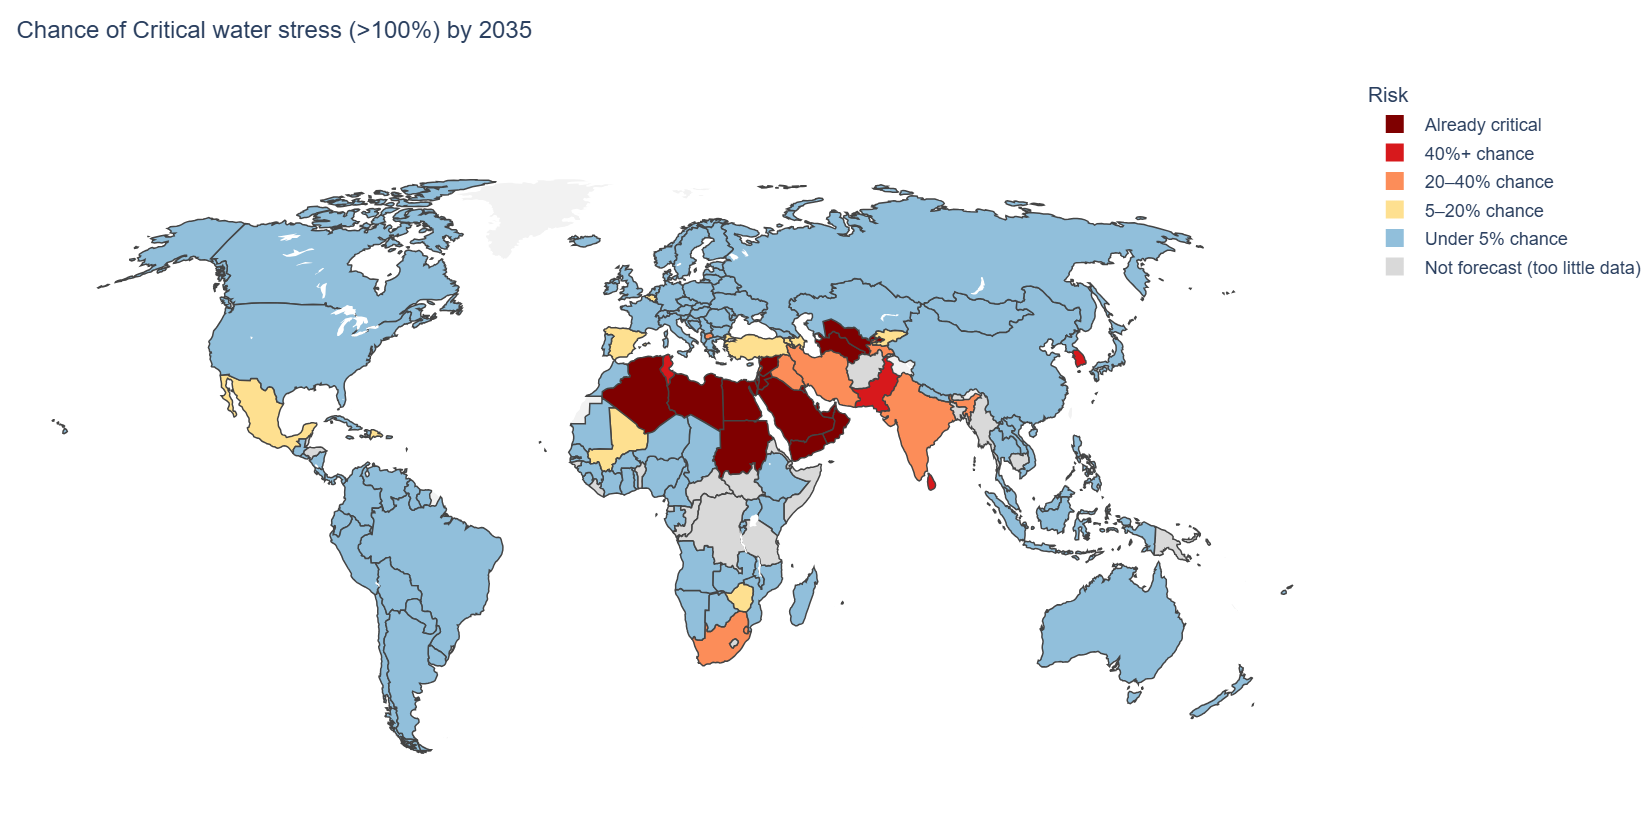 Chance of Critical water stress (>100%) by 2035
Risk
Already critical
40%+ chance
20–40% chance
5–20% chance
Under 5% chance
Not forecast (too little data)